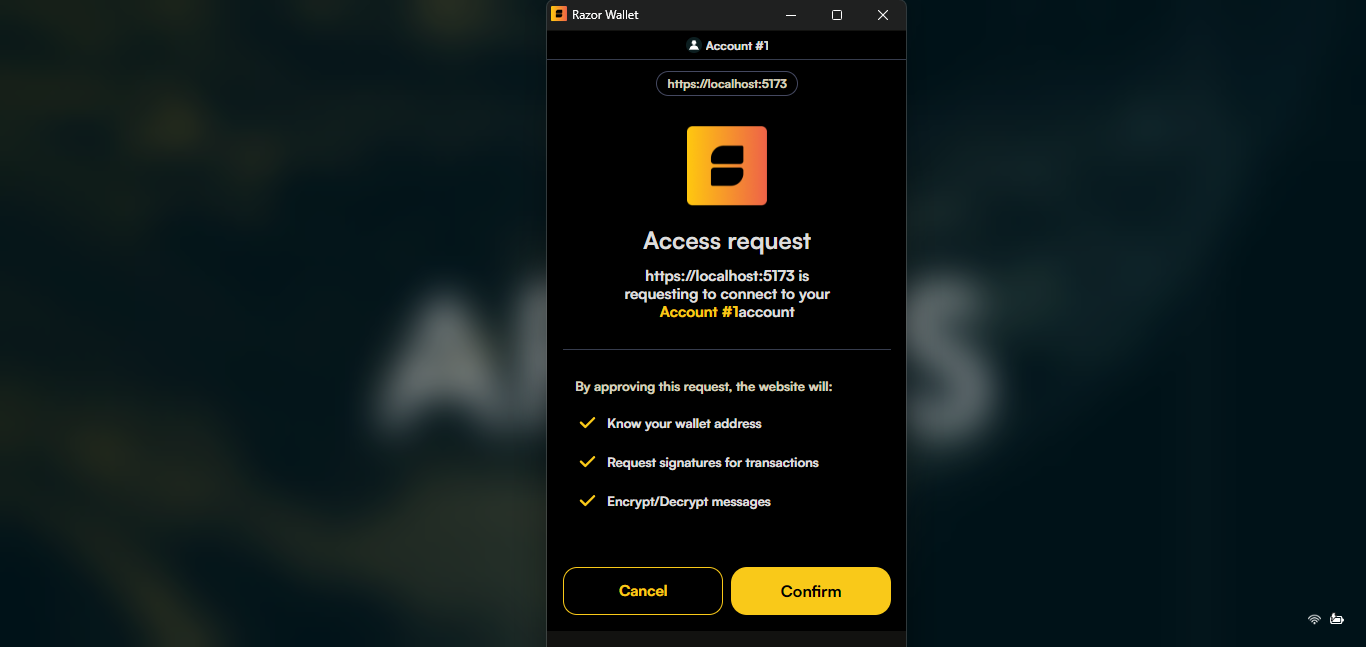 Razor Wallet
Account #1
https://localhost:5173
Access request
https://localhost:5173 is
requesting to connect to your
Account #1account
By approving this request, the website will:
Know your wallet address
Request signatures for transactions
Encrypt/Decrypt messages
Cancel
Confirm